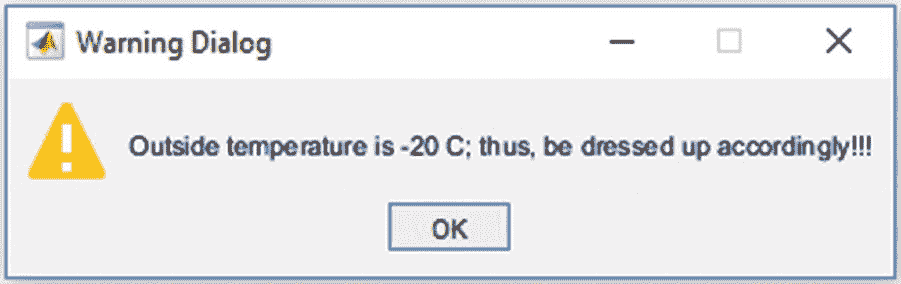 Warning Dialog
Outside temperature is -20 C; thus, be dressed up accordingly!!!
OK